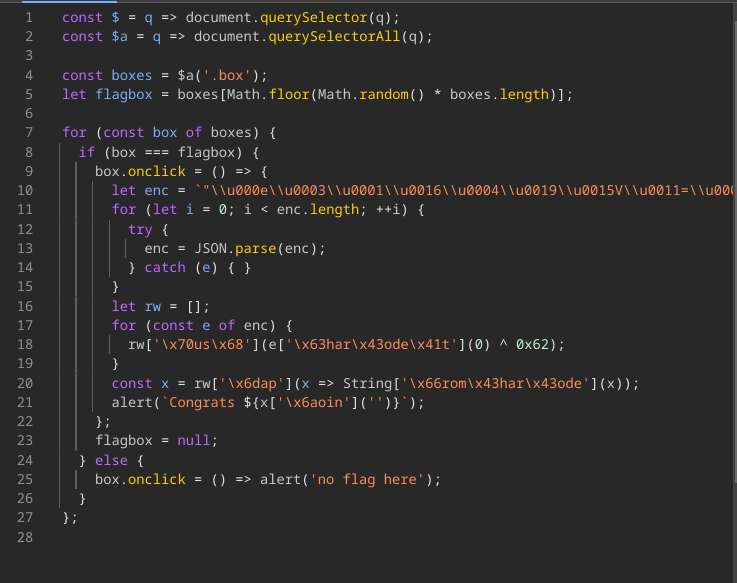 1 const $ = q => document.querySelector(q);
2 const $a = q => document.querySelectorAll(q);
3
4 const boxes = $a('.box');
5 let flagbox = boxes[Math.floor(Math.random() * boxes.length)];
6
7 for (const box of boxes) {
8 if (box === flagbox) {
9 box.onclick = () => {
10 let enc = `"\\u000e\\u0003\\u0001\\u0016\\u0004\\u0019\\u0015V\\u0011=\\u000
11 for (let i = 0; i < enc.length; ++i) {
12 try {
13 enc = JSON.parse(enc);
14 } catch (e) { }
15 }
16 let rw = [];
17 for (const e of enc) {
18 rw['\x70us\x68'](e['\x63har\x43ode\x41t'](0) ^ 0x62);
19 }
20 const x = rw['\x6dap'](x => String['\x66rom\x43har\x43ode'](x));
21 alert(`Congrats ${x['\x6aoin']('')}`);
22 };
23 flagbox = null;
24 } else {
25 box.onclick = () => alert('no flag here');
26 }
27 };
28